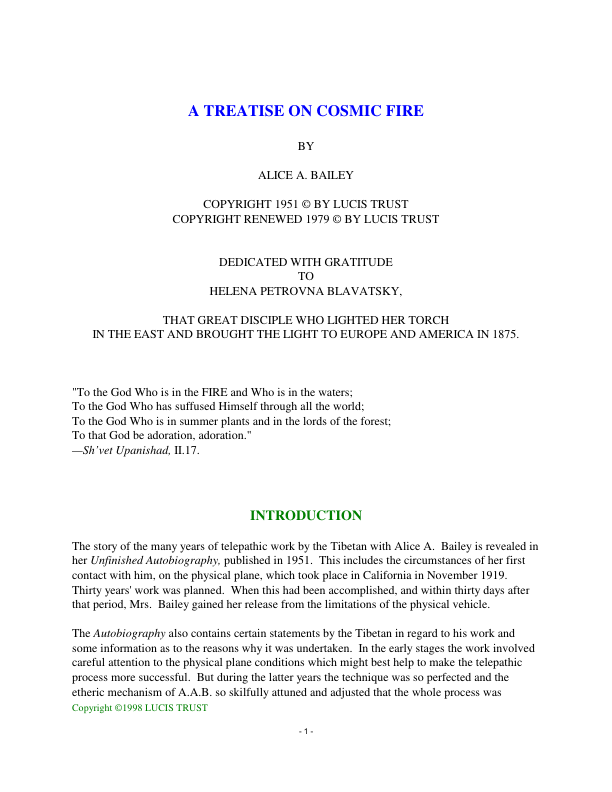 A TREATISE ON COSMIC FIRE
BY
ALICE A. BAILEY
COPYRIGHT 1951 © BY LUCIS TRUST
COPYRIGHT RENEWED 1979 © BY LUCIS TRUST
DEDICATED WITH GRATITUDE
TO
HELENA PETROVNA BLAVATSKY,
THAT GREAT DISCIPLE WHO LIGHTED HER TORCH
IN THE EAST AND BROUGHT THE LIGHT TO EUROPE AND AMERICA IN 1875.
"To the God Who is in the FIRE and Who is in the waters;
To the God Who has suffused Himself through all the world;
To the God Who is in summer plants and in the lords of the forest;
To that God be adoration, adoration."
—Sh'vet Upanishad, II.17.
INTRODUCTION
The story of the many years of telepathic work by the Tibetan with Alice A. Bailey is revealed in
her Unfinished Autobiography, published in 1951. This includes the circumstances of her first
contact with him, on the physical plane, which took place in California in November 1919.
Thirty years' work was planned. When this had been accomplished, and within thirty days after
that period, Mrs. Bailey gained her release from the limitations of the physical vehicle.
The Autobiography also contains certain statements by the Tibetan in regard to his work and
some information as to the reasons why it was undertaken. In the early stages the work involved
careful attention to the physical plane conditions which might best help to make the telepathic
process more successful. But during the latter years the technique was so perfected and the
etheric mechanism of A.A.B. so skilfully attuned and adjusted that the whole process was
Copyright ©1998 LUCIS TRUST
- 1 -